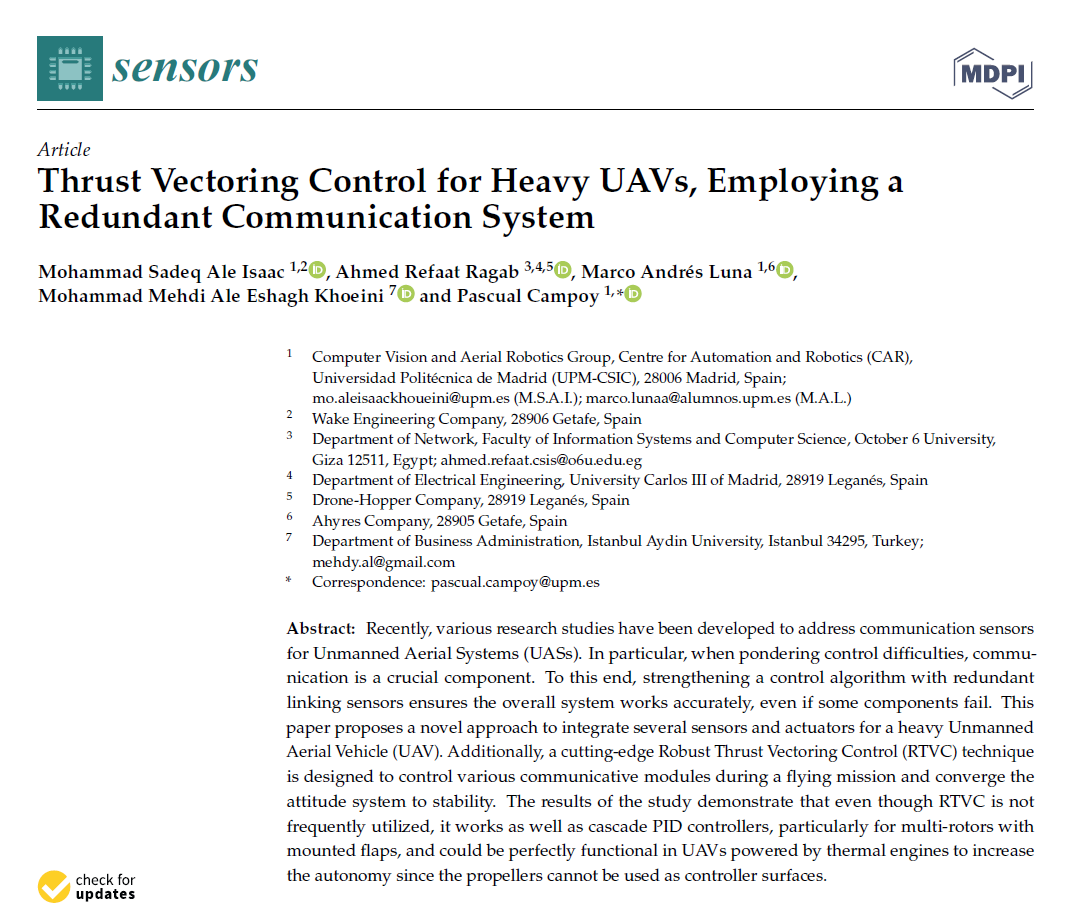 sensors
MDPI
Article
Thrust Vectoring Control for Heavy UAVs, Employing a
Redundant Communication System
Mohammad Sadeq Ale Isaac 1,2 iD, Ahmed Refaat Ragab 3,4,5 iD, Marco Andrés Luna 1,6 iD,
Mohammad Mehdi Ale Eshagh Khoeini 7 iD and Pascual Campoy 1,* iD
1 Computer Vision and Aerial Robotics Group, Centre for Automation and Robotics (CAR),
Universidad Politécnica de Madrid (UPM-CSIC), 28006 Madrid, Spain;
mo.aleisaackhoueini@upm.es (M.S.A.I.); marco.lunaa@alumnos.upm.es (M.A.L.)
2 Wake Engineering Company, 28906 Getafe, Spain
3 Department of Network, Faculty of Information Systems and Computer Science, October 6 University,
Giza 12511, Egypt; ahmed.refaat.csis@o6u.edu.eg
4 Department of Electrical Engineering, University Carlos III of Madrid, 28919 Leganés, Spain
5 Drone-Hopper Company, 28919 Leganés, Spain
6 Ahyres Company, 28905 Getafe, Spain
7 Department of Business Administration, Istanbul Aydin University, Istanbul 34295, Turkey;
mehdy.al@gmail.com
* Correspondence: pascual.campoy@upm.es
Abstract: Recently, various research studies have been developed to address communication sensors
for Unmanned Aerial Systems (UASs). In particular, when pondering control difficulties, commu-
nication is a crucial component. To this end, strengthening a control algorithm with redundant
linking sensors ensures the overall system works accurately, even if some components fail. This
paper proposes a novel approach to integrate several sensors and actuators for a heavy Unmanned
Aerial Vehicle (UAV). Additionally, a cutting-edge Robust Thrust Vectoring Control (RTVC) technique
is designed to control various communicative modules during a flying mission and converge the
attitude system to stability. The results of the study demonstrate that even though RTVC is not
frequently utilized, it works as well as cascade PID controllers, particularly for multi-rotors with
mounted flaps, and could be perfectly functional in UAVs powered by thermal engines to increase
the autonomy since the propellers cannot be used as controller surfaces.
check for
updates